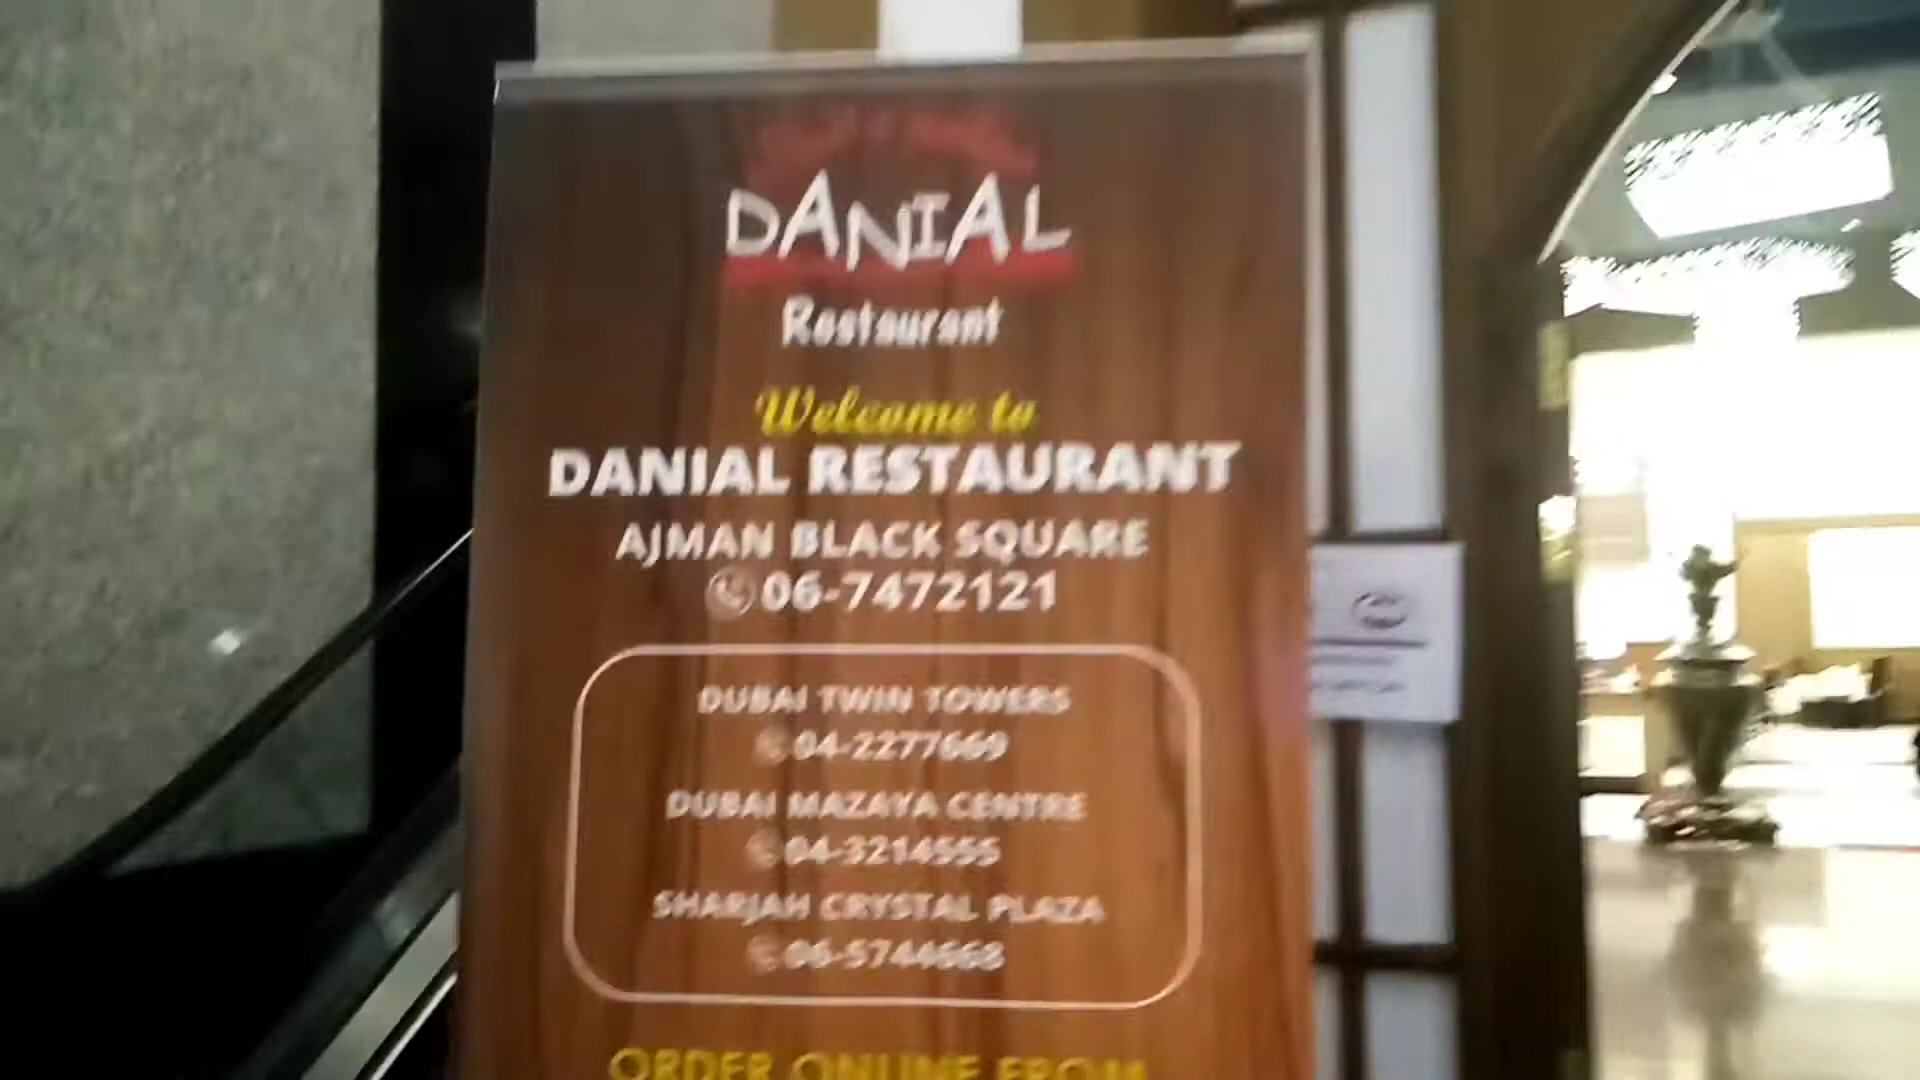 DANIAL
Restaurant
Welcome to
DANIAL RESTAURANT
AJMAN BLACK SQUARE
06-7472121
DUBAI TWIN TOWERS
04-2277669
DUBAI MAZAYA CENTRE
04-3214555
SHARJAH CRYSTAL PLAZA
06-5744668
ORDER ONLINE FROM